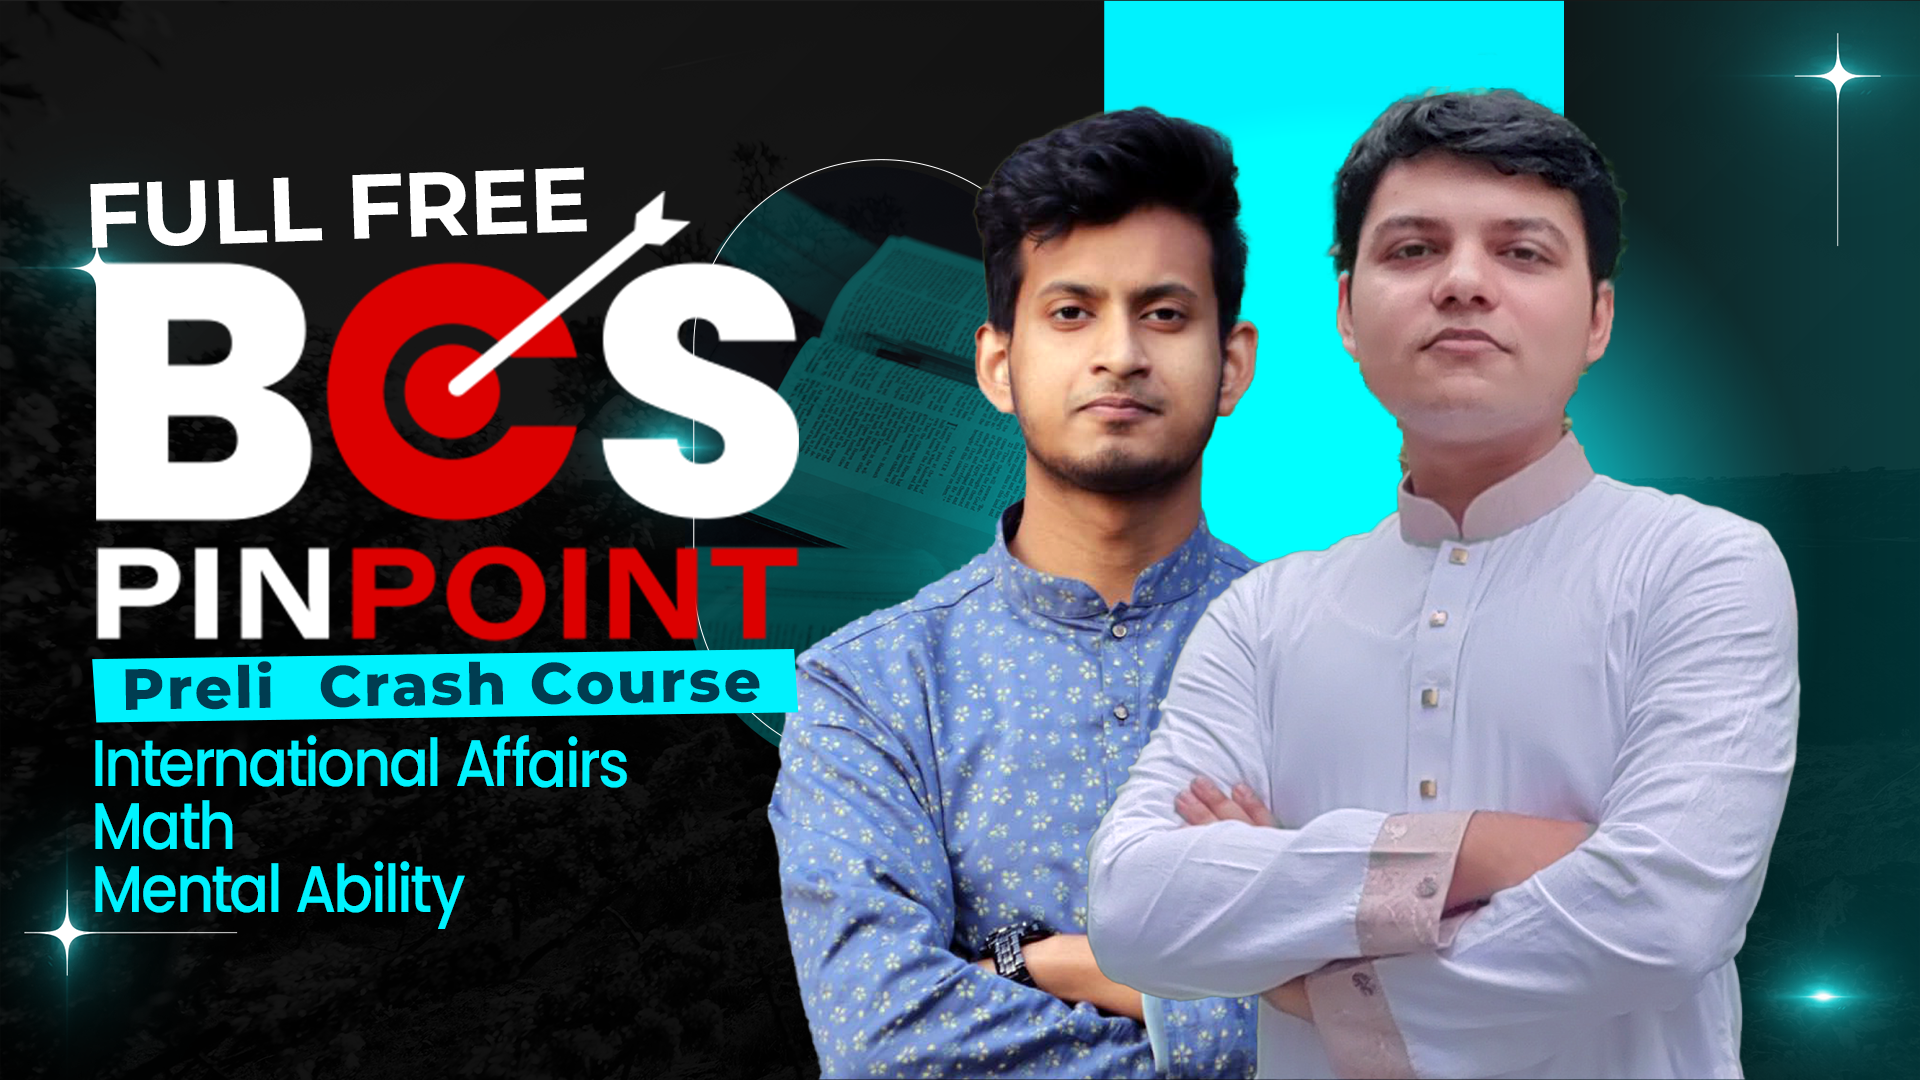 FULL FREE
BCS
PINPOINT
Preli Crash Course
International Affairs
Math
Mental Ability